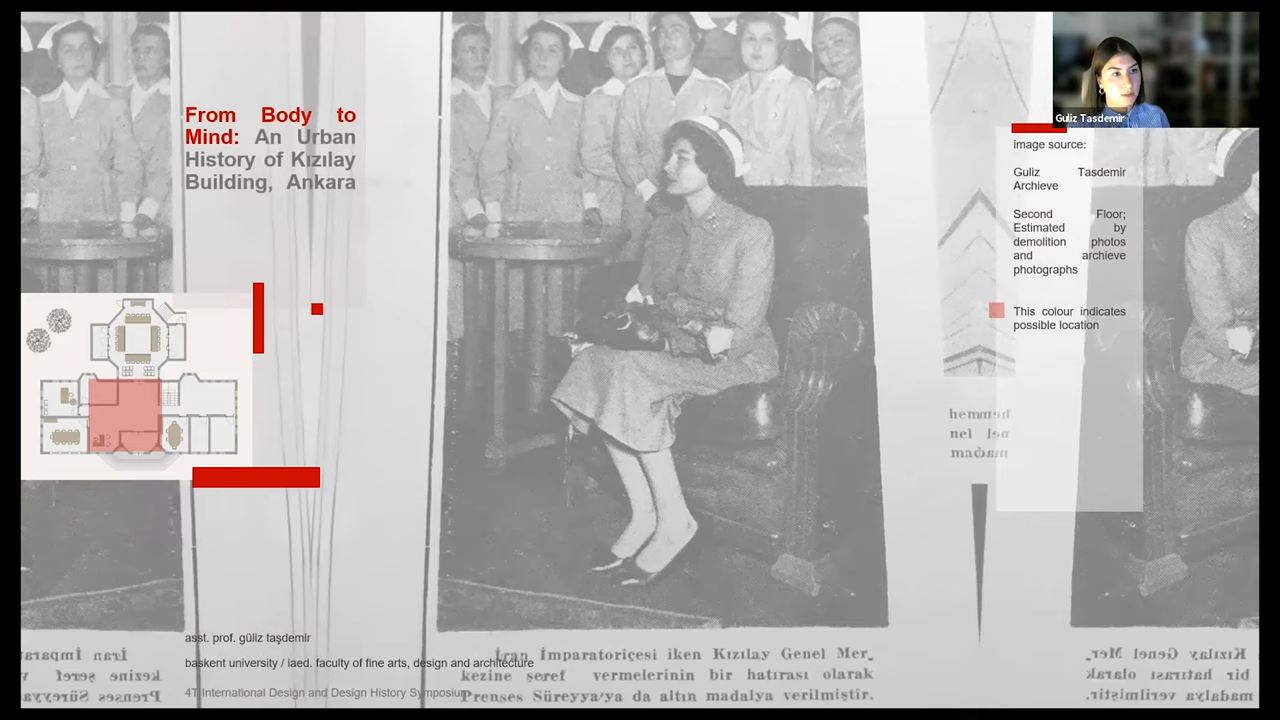 From Body to
Mind: An Urban
History of Kızılay
Building, Ankara
Guliz Tasdemir
image source:
Guliz Tasdemir
Archieve
Second Floor;
Estimated by
demolition photos
and archieve
photographs
This colour indicates
possible location
İran İmparatoriçesi iken Kızılay Genel Mer-
kezine şeref vermelerinin bir hatırası olarak
Prenses Süreyya'ya da altın madalya verilmiştir.
asst. prof. güliz taşdemir
baskent university / iaed. faculty of fine arts, design and architecture
4T International Design and Design History Symposium